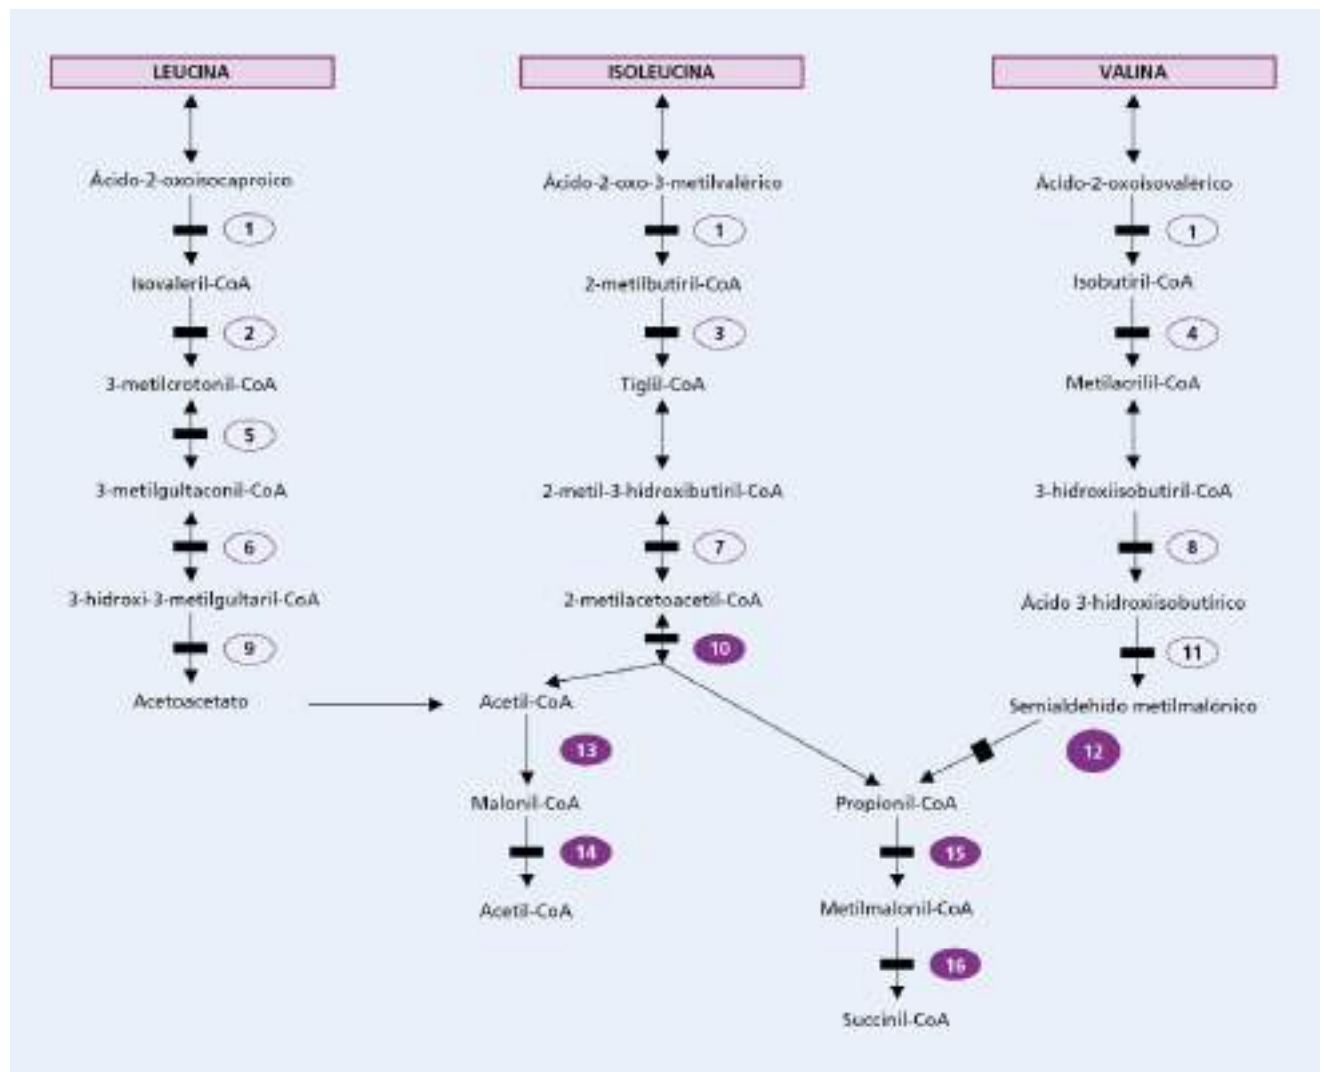 LEUCINA
ISOLEUCINA
VALINA
Ácido-2-oxoisocaproico
Ácido-2-oxo-3-metilvalérico
Ácido-2-oxoisovalérico
1
1
1
Isovaleril-CoA
2-metilbutiril-CoA
Isobutiril-CoA
2
3
4
3-metilcrotonil-CoA
Tiglil-CoA
Metilacrilil-CoA
5
3-metilgultaconil-CoA
2-metil-3-hidroxibutiril-CoA
3-hidroxiisobutiril-CoA
6
7
8
3-hidroxi-3-metilgultaril-CoA
2-metilacetoacetil-CoA
Ácido 3-hidroxiisobutírico
9
10
11
Acetoacetato
Acetil-CoA
Semialdehido metilmalónico
13
12
Malonil-CoA
Propionil-CoA
14
15
Acetil-CoA
Metilmalonil-CoA
16
Succinil-CoA